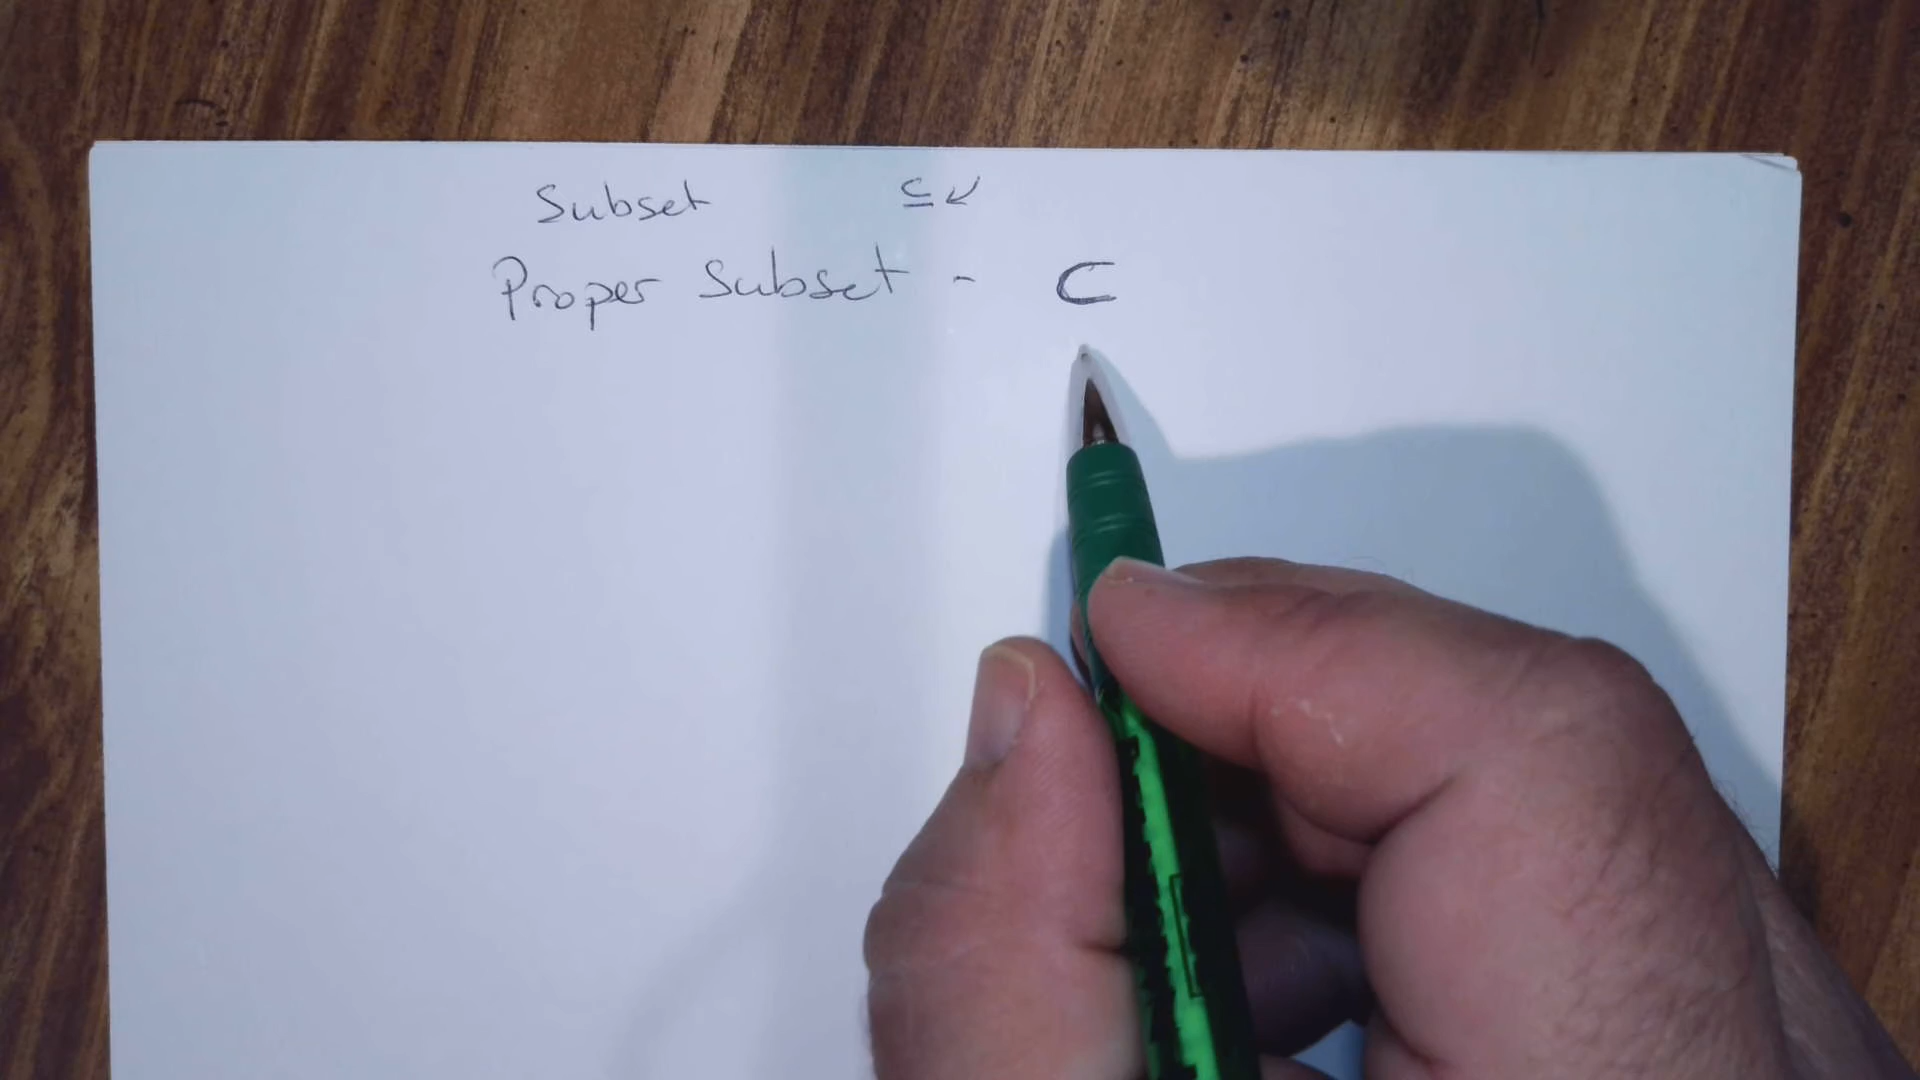 Subset ⊆ ↙
Proper Subset - ⊂